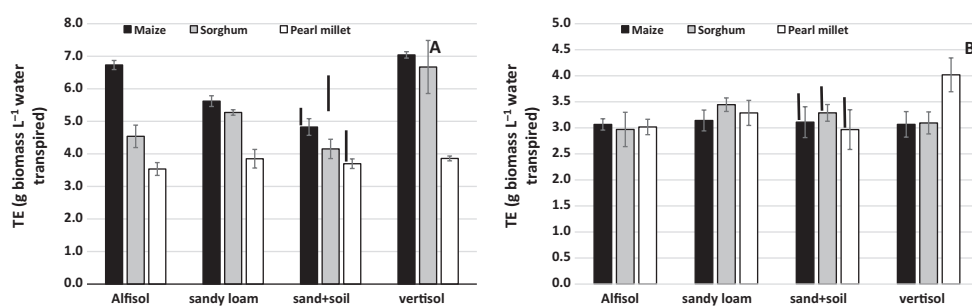 8.0
7.0
6.0
5.0
4.0
3.0
2.0
1.0
0.0
TE (g biomass L⁻¹ water
transpired)
Maize Sorghum Pearl millet
A
Alfisol sandy loam sand+soil vertisol
5.0
4.5
4.0
3.5
3.0
2.5
2.0
1.5
1.0
0.5
0.0
TE (g biomass L⁻¹ water
transpired)
Maize Sorghum Pearl millet
B
Alfisol sandy loam sand+soil vertisol